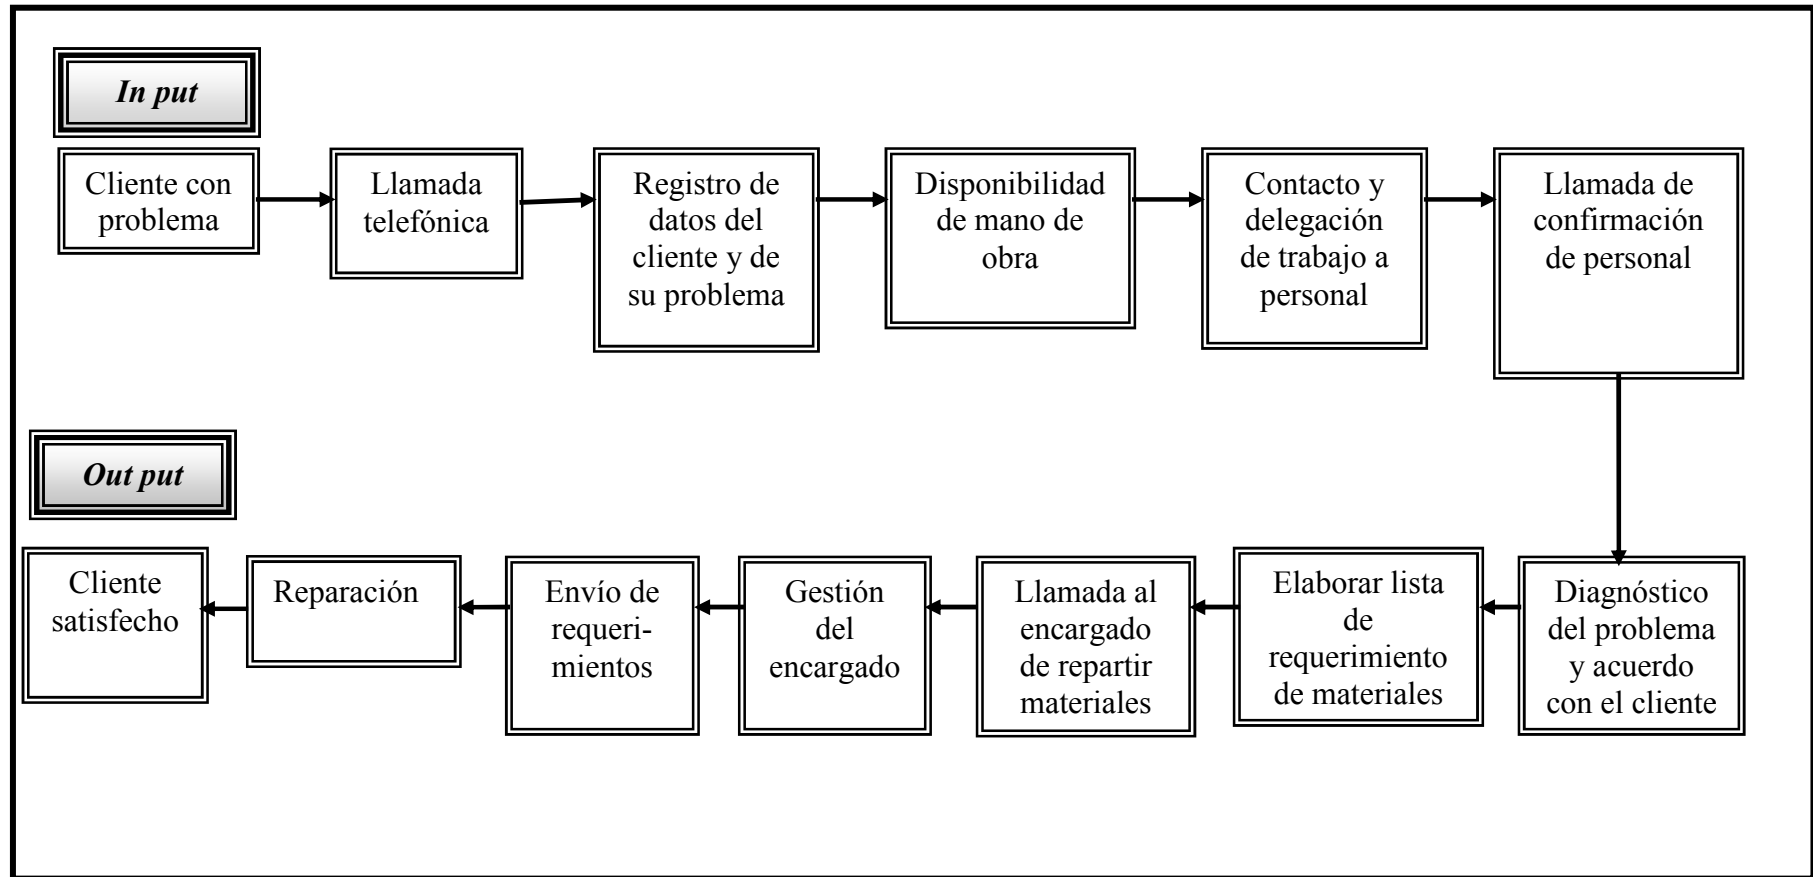 In put
Cliente con
problema
Llamada
telefónica
Registro de
datos del
cliente y de
su problema
Disponibilidad
de mano de
obra
Contacto y
delegación
de trabajo a
personal
Llamada de
confirmación
de personal
Out put
Cliente
satisfecho
Reparación
Envío de
requeri-
mientos
Gestión
del
encargado
Llamada al
encargado
de repartir
materiales
Elaborar lista
de
requerimiento
de materiales
Diagnóstico
del problema
y acuerdo
con el cliente